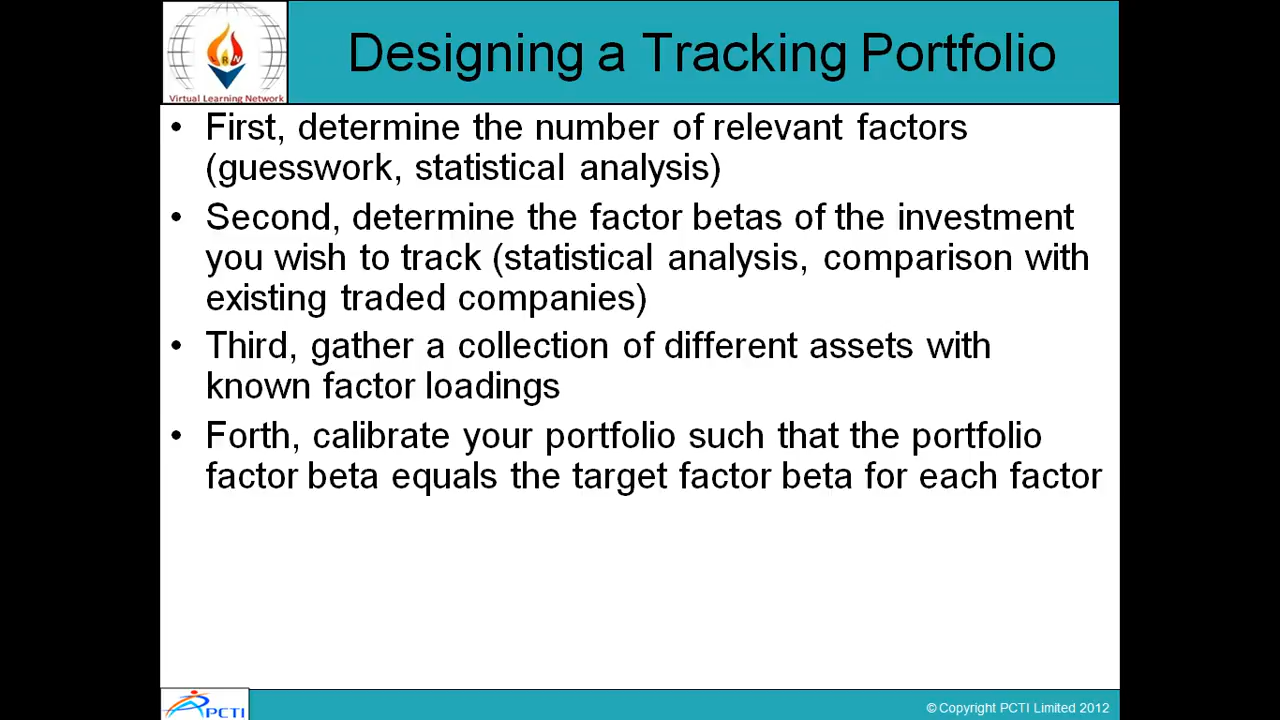 Designing a Tracking Portfolio
LRN
Virtual Learning Network
• First, determine the number of relevant factors
(guesswork, statistical analysis)
• Second, determine the factor betas of the investment
you wish to track (statistical analysis, comparison with
existing traded companies)
• Third, gather a collection of different assets with
known factor loadings
• Forth, calibrate your portfolio such that the portfolio
factor beta equals the target factor beta for each factor
PCTI
© Copyright PCTI Limited 2012